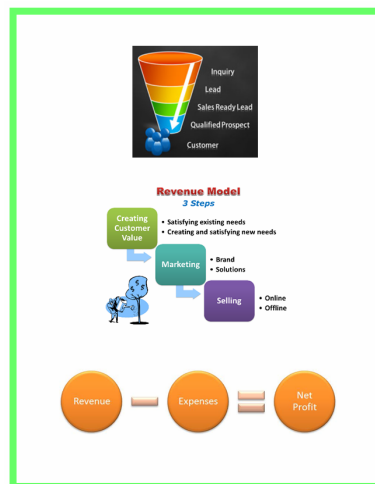 Inquiry
Lead
Sales Ready Lead
Qualified Prospect
Customer
Revenue Model
3 Steps
Creating
Customer
Value
• Satisfying existing needs
• Creating and satisfying new needs
Marketing
• Brand
• Solutions
Selling
• Online
• Offline
Revenue
Expenses
Net
Profit